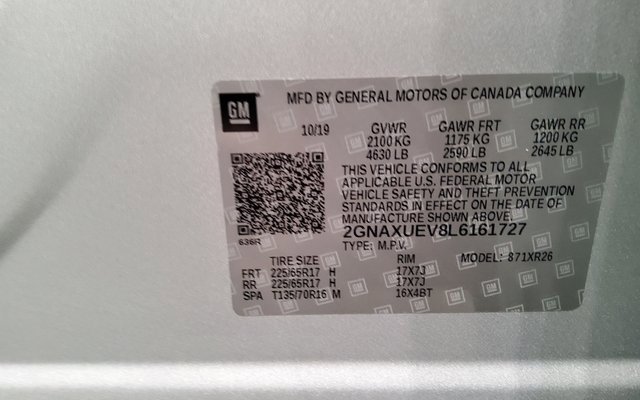 GM
MFD BY GENERAL MOTORS OF CANADA COMPANY
10/19 GVWR GAWR FRT GAWR RR
2100 KG 1175 KG 1200 KG
4630 LB 2590 LB 2645 LB
THIS VEHICLE CONFORMS TO ALL
APPLICABLE U.S. FEDERAL MOTOR
VEHICLE SAFETY AND THEFT PREVENTION
STANDARDS IN EFFECT ON THE DATE OF
MANUFACTURE SHOWN ABOVE.
2GNAXUEV8L6161727
636R
TYPE: M.P.V.
TIRE SIZE RIM MODEL: 871XR26
FRT 225/65R17 H 17X7J
RR 225/65R17 H 17X7J
SPA T135/70R16 M 16X4BT